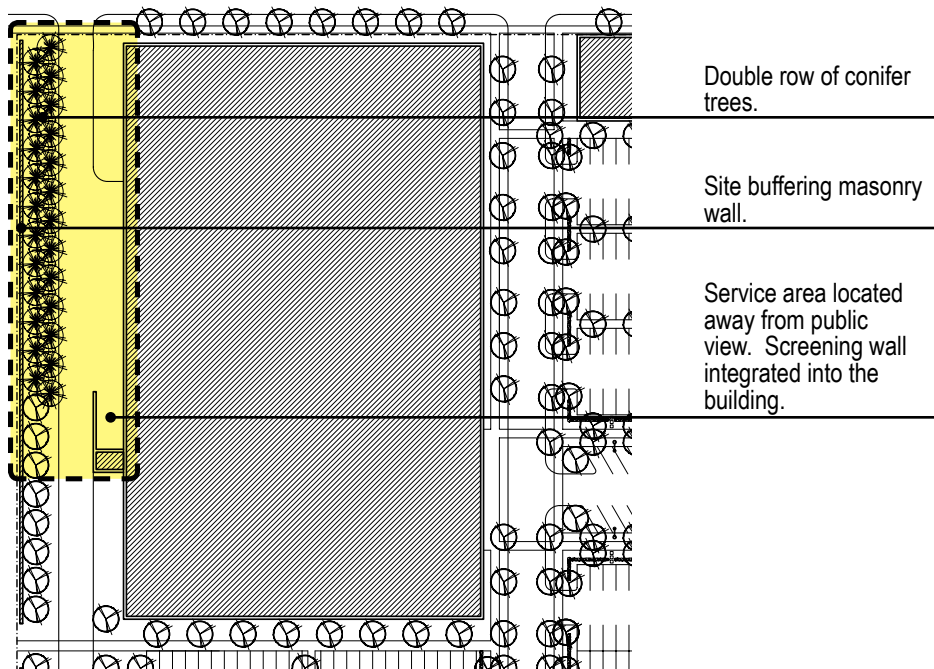 Double row of conifer
trees.
Site buffering masonry
wall.
Service area located
away from public
view.  Screening wall
integrated into the
building.